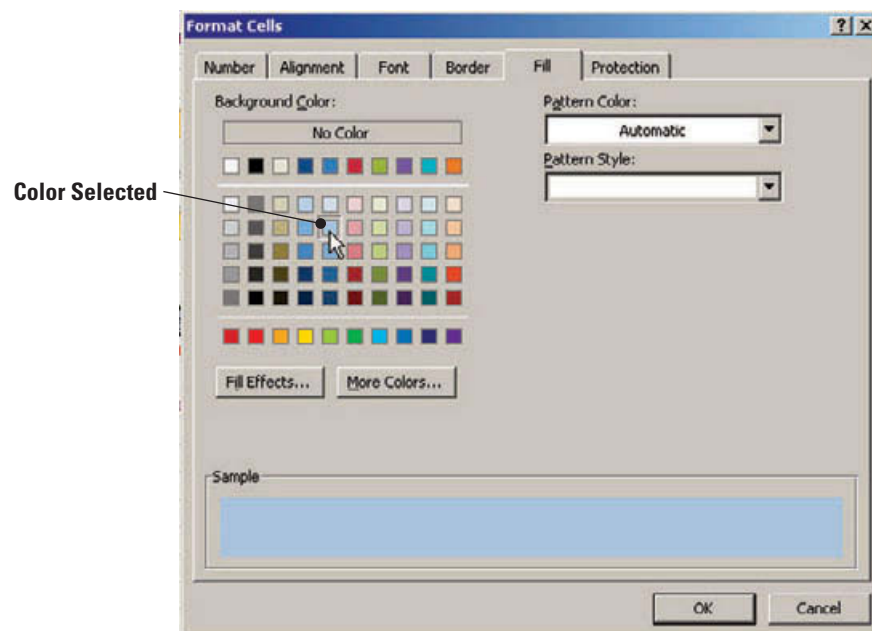 Format Cells
Number Alignment Font Border Fill Protection
Background Color:
No Color
Pattern Color:
Automatic
Pattern Style:
Color Selected
Fill Effects... More Colors...
Sample
OK Cancel